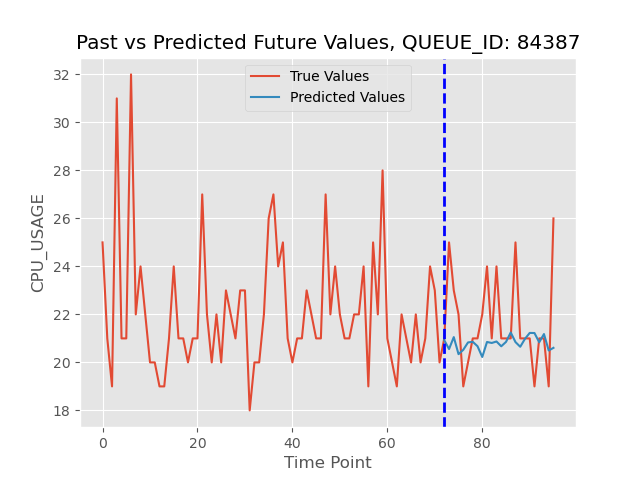 Past vs Predicted Future Values, QUEUE_ID: 84387
True Values
Predicted Values
CPU_USAGE
32
30
28
26
24
22
20
18
0
20
40
60
80
Time Point